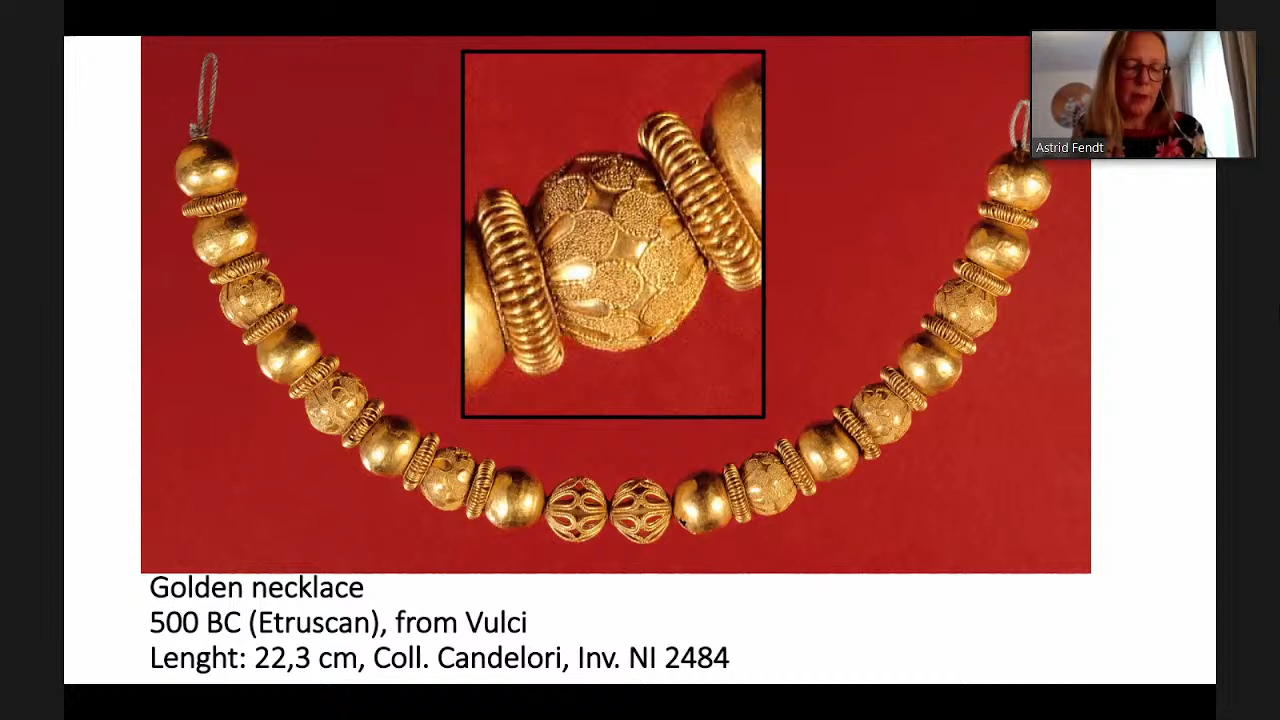 Astrid Fendt
Golden necklace
500 BC (Etruscan), from Vulci
Lenght: 22,3 cm, Coll. Candelori, Inv. NI 2484